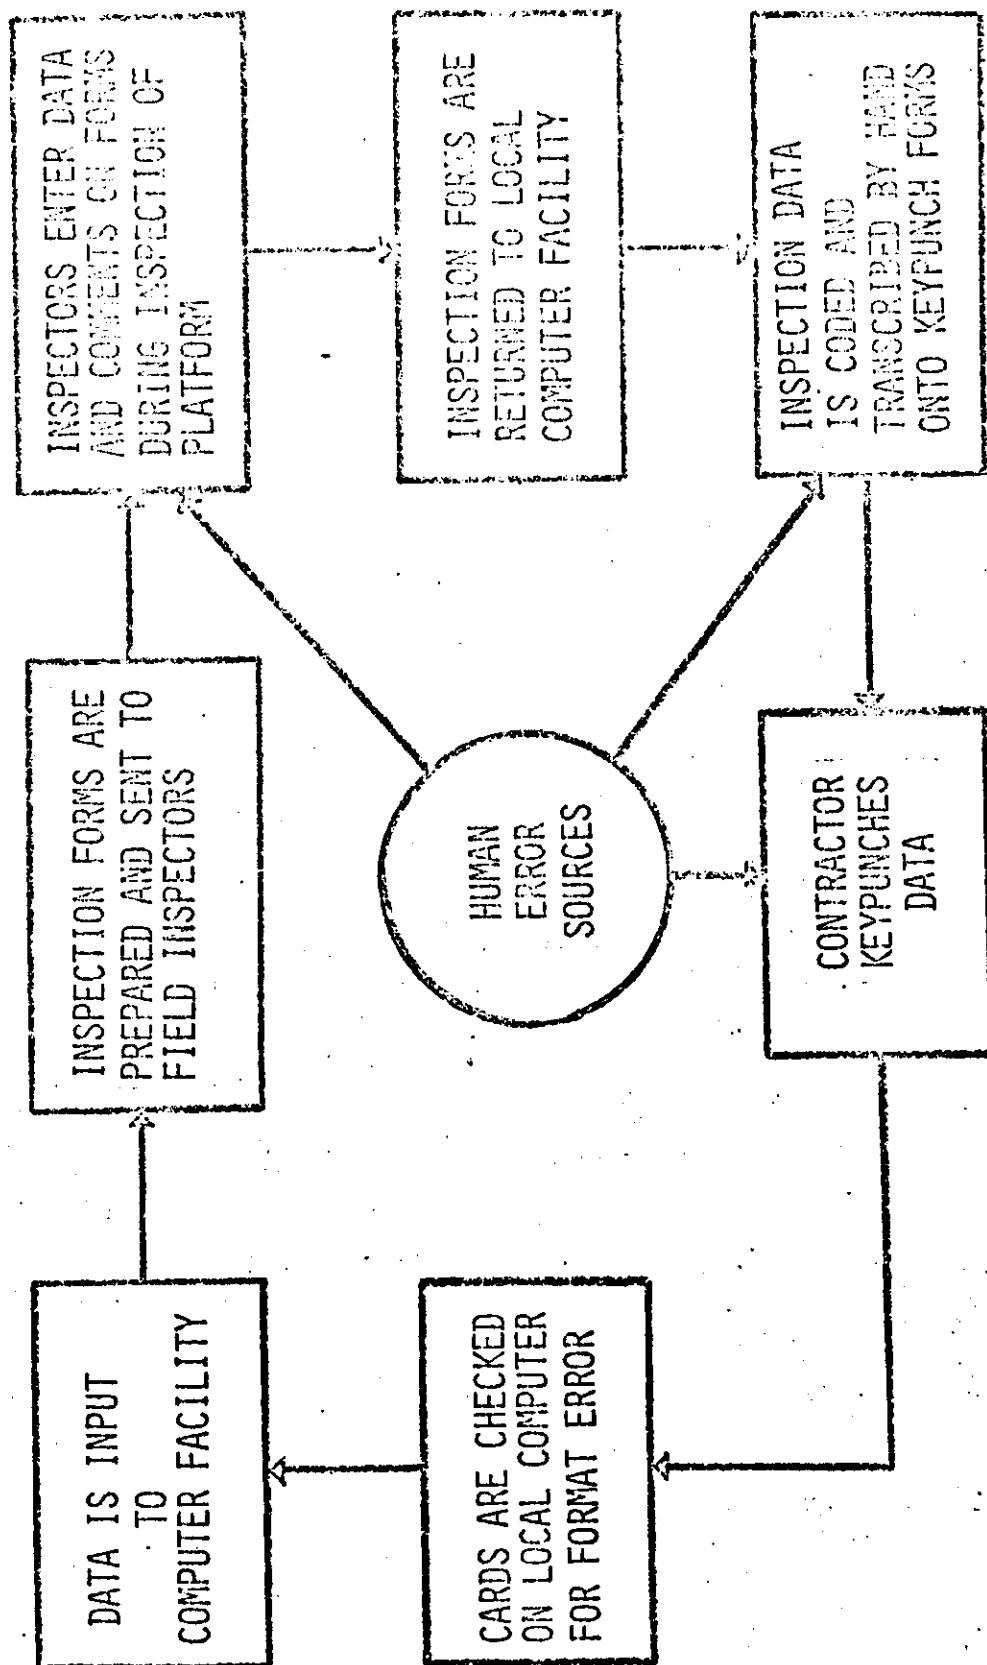 DATA IS INPUT
TO
COMPUTER FACILITY
INSPECTION FORMS ARE
PREPARED AND SENT TO
FIELD INSPECTORS
INSPECTORS ENTER DATA
AND COMMENTS ON FORMS
DURING INSPECTION OF
PLATFORM
CARDS ARE CHECKED
ON LOCAL COMPUTER
FOR FORMAT ERROR
HUMAN
ERROR
SOURCES
INSPECTION FORMS ARE
RETURNED TO LOCAL
COMPUTER FACILITY
CONTRACTOR
KEYPUNCHES
DATA
INSPECTION DATA
IS CODED AND
TRANSCRIBED BY HAND
ONTO KEYPUNCH FORMS